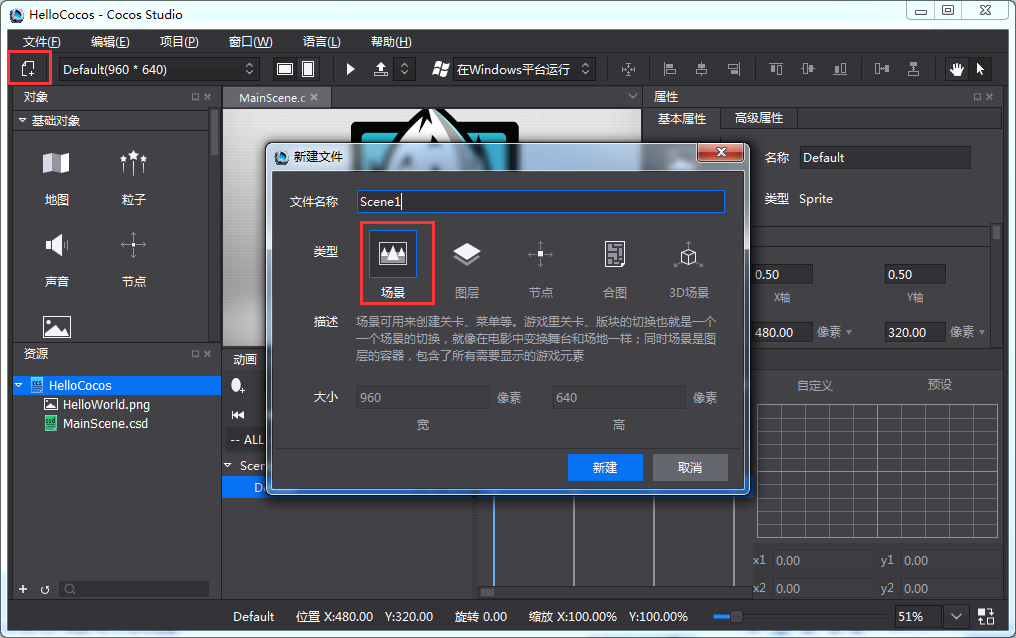 HelloCocos - Cocos Studio
文件(F) 编辑(E) 项目(P) 窗口(W) 语言(L) 帮助(H)
Default(960 * 640) 在Windows平台运行
对象
MainScene.c
属性
基础对象
基本属性 高级属性
新建文件
名称 Default
地图 粒子
文件名称 Scene1
类型 Sprite
类型
声音 节点
场景 图层 节点 合图 3D场景
0.50 0.50
X轴 Y轴
描述 场景可用来创建关卡、菜单等。游戏里关卡、版块的切换也就是一个
一个场景的切换，就像在电影中变换舞台和场地一样；同时场景是图
层的容器，包含了所有需要显示的游戏元素
480.00 像素 320.00 像素
资源
动画
HelloCocos
自定义 预设
大小 960 像素 640 像素
HelloWorld.png
宽 高
MainScene.csd
-- ALL
Scen
新建 取消
D
x1 0.00 y1 0.00
x2 0.00 y2 0.00
Default 位置 X:480.00 Y:320.00 旋转 0.00 缩放 X:100.00% Y:100.00% 51%